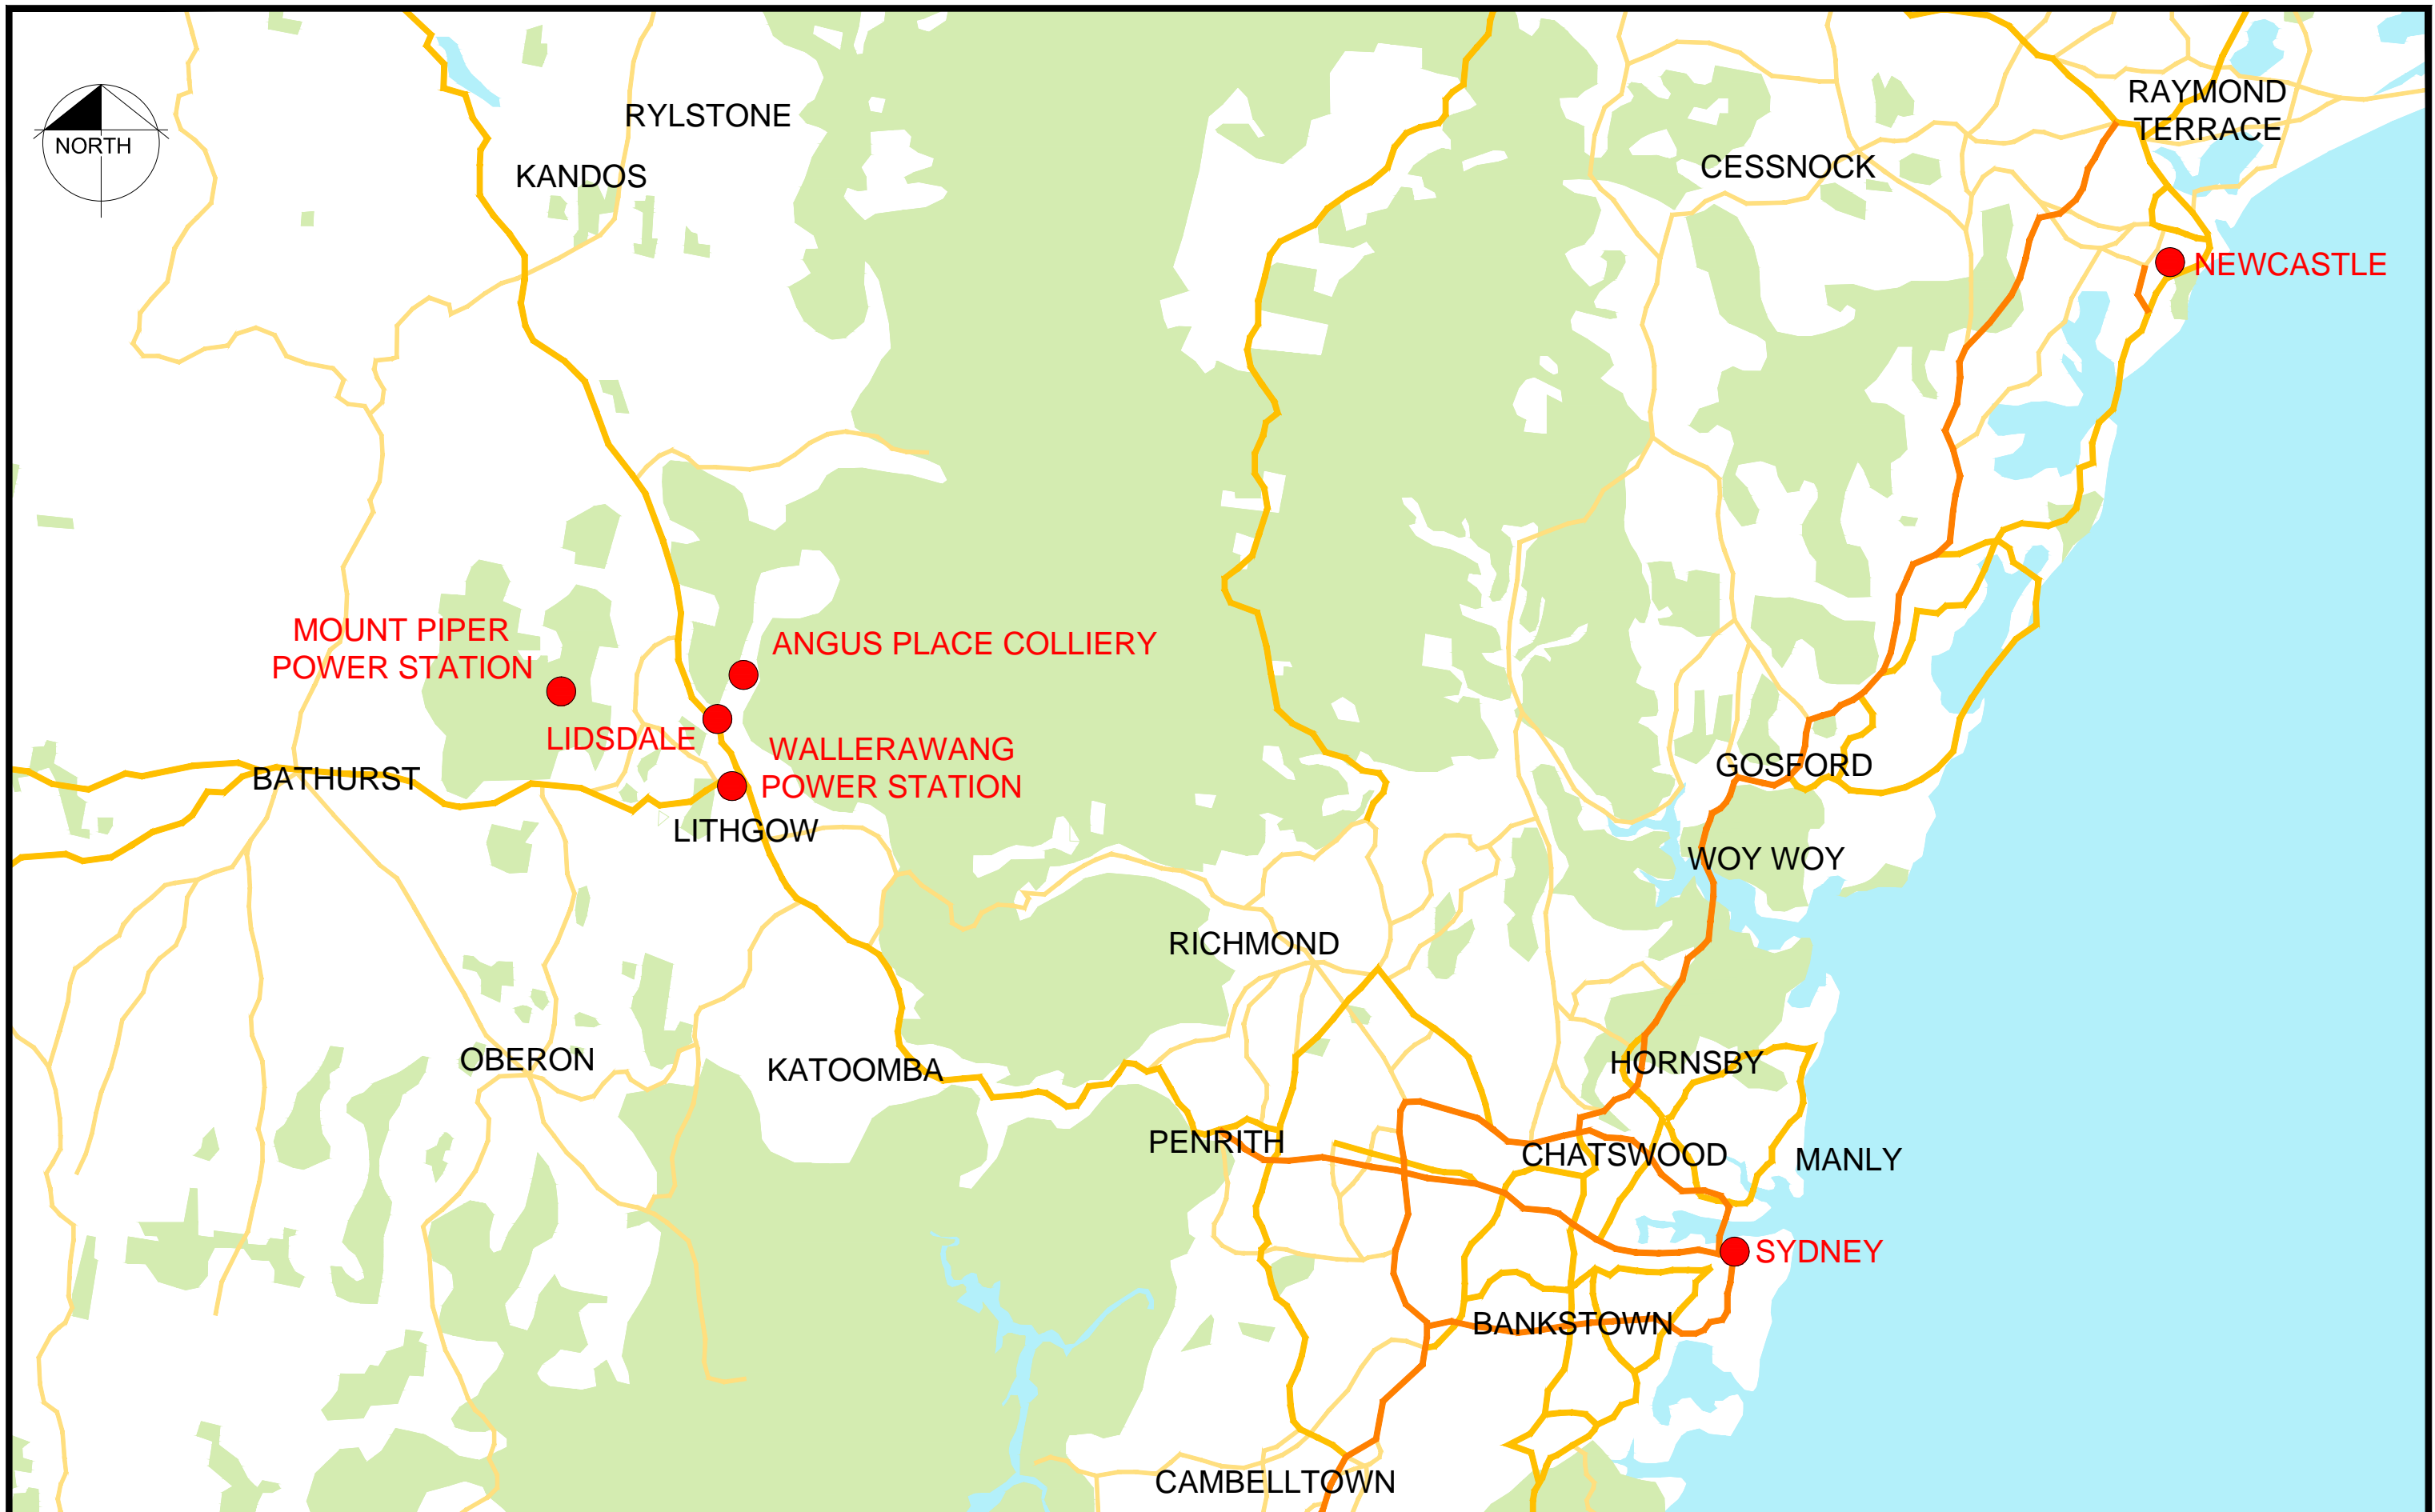 RAYMOND
TERRACE
RYLSTONE
NORTH
CESSNOCK
KANDOS
NEWCASTLE
MOUNT PIPER
POWER STATION
ANGUS PLACE COLLIERY
LIDSDALE
WALLERAWANG
POWER STATION
BATHURST
GOSFORD
LITHGOW
WOY WOY
RICHMOND
OBERON
KATOOMBA
HORNSBY
PENRITH
CHATSWOOD
MANLY
SYDNEY
BANKSTOWN
CAMBELLTOWN